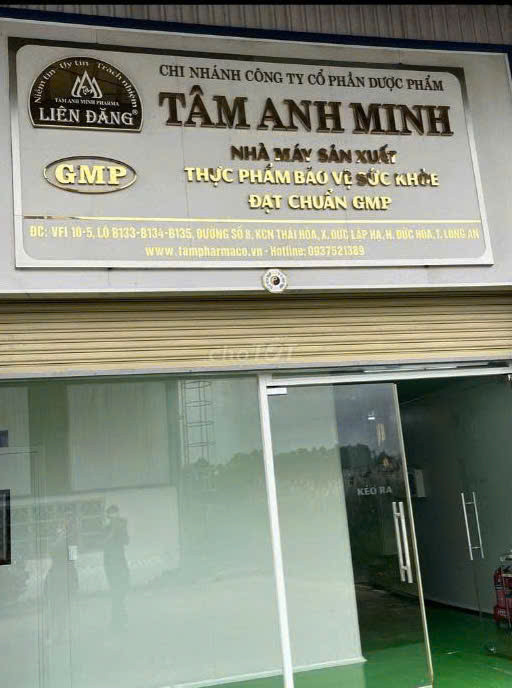 Niềm tin, Uy tín, Trách nhiệm
TAM ANH MINH PHARMA
LIÊN ĐĂNG®
GMP
CHI NHÁNH CÔNG TY CỔ PHẦN DƯỢC PHẨM
TÂM ANH MINH
NHÀ MÁY SẢN XUẤT
THỰC PHẨM BẢO VỆ SỨC KHỎE
ĐẠT CHUẨN GMP
ĐC: VFI 10-5, LÔ B133-B134-B135, ĐƯỜNG SỐ 8, KCN THÁI HÒA, X. ĐỨC LẬP HẠ, H. ĐỨC HÒA, T. LONG AN
www.tampharmaco.vn - Hotline: 0937521389
chợTỐT
KÉO RA